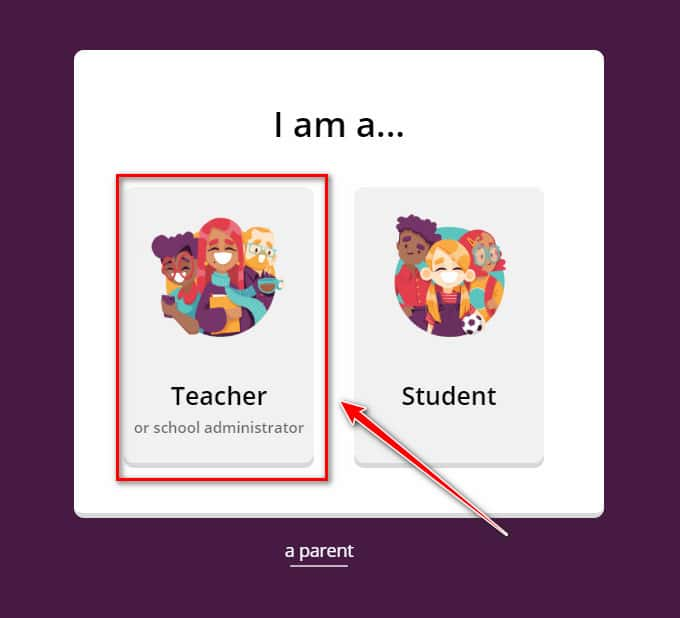 I am a...
Teacher
or school administrator
Student
a parent